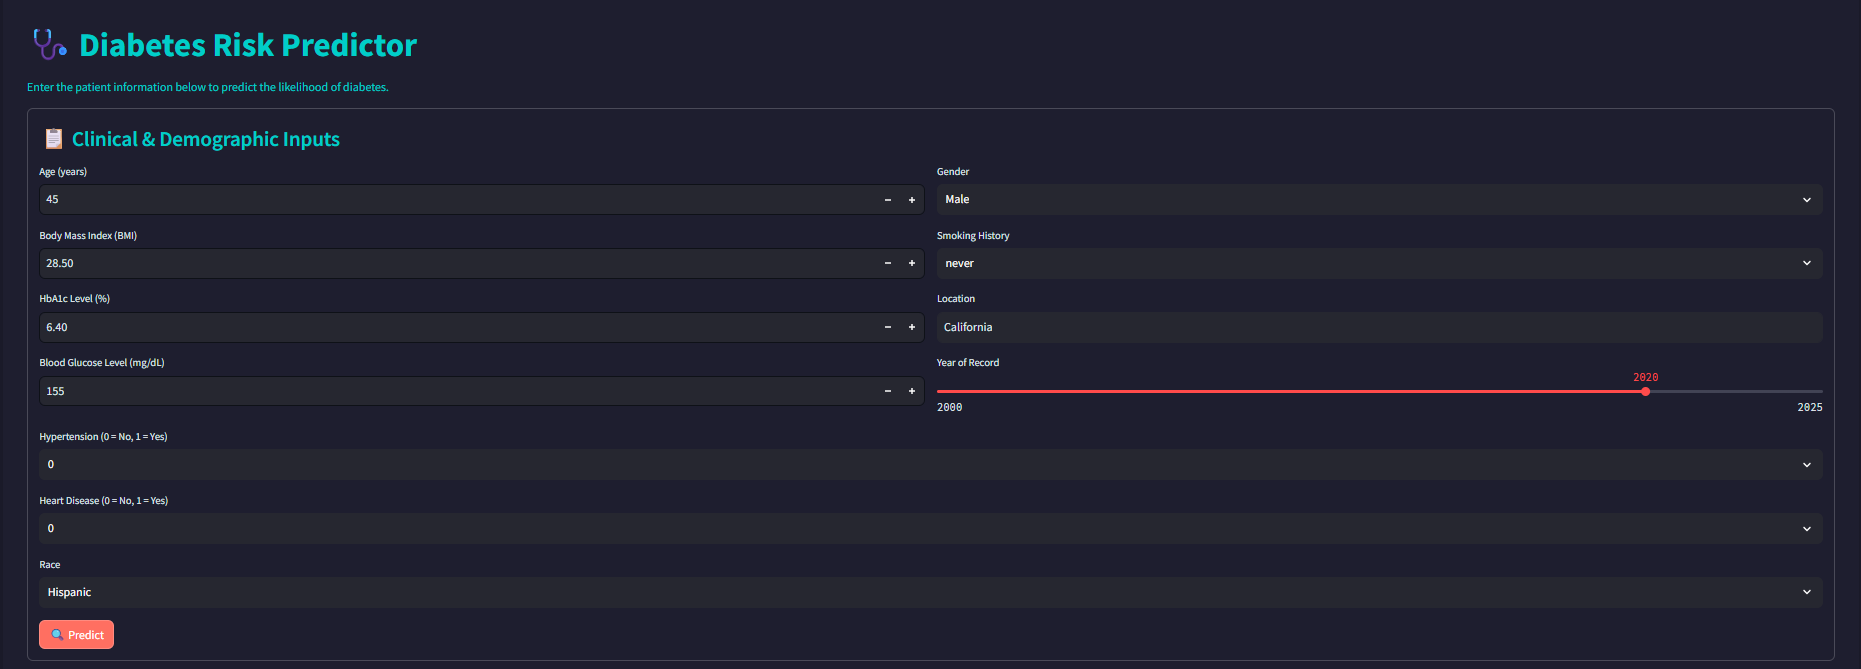 Diabetes Risk Predictor
Enter the patient information below to predict the likelihood of diabetes.
Clinical & Demographic Inputs
Age (years)
45
Gender
Male
Body Mass Index (BMI)
28.50
Smoking History
never
HbA1c Level (%)
6.40
Location
California
Blood Glucose Level (mg/dL)
155
Year of Record
2020
2000
2025
Hypertension (0 = No, 1 = Yes)
0
Heart Disease (0 = No, 1 = Yes)
0
Race
Hispanic
Predict